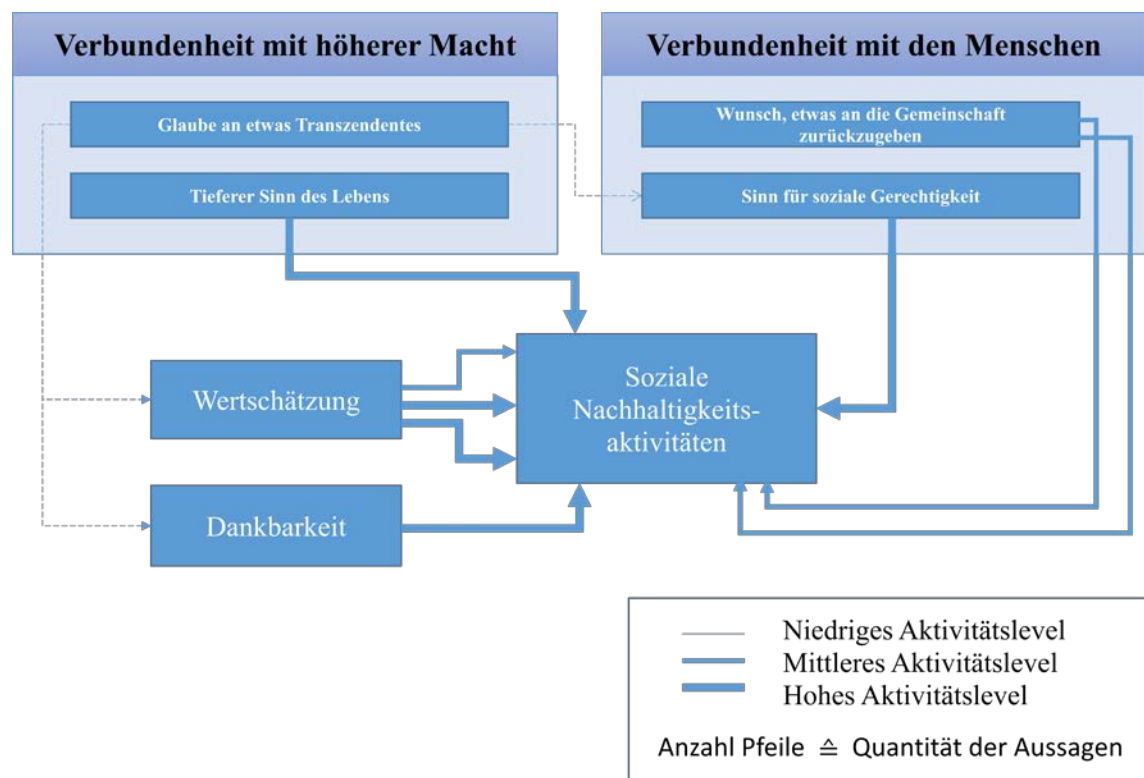 Verbundenheit mit höherer Macht
Glaube an etwas Transzendentes
Tieferer Sinn des Lebens
Verbundenheit mit den Menschen
Wunsch, etwas an die Gemeinschaft
zurückzugeben
Sinn für soziale Gerechtigkeit
Wertschätzung
Dankbarkeit
Soziale
Nachhaltigkeits-
aktivitäten
Niedriges Aktivitätslevel
Mittleres Aktivitätslevel
Hohes Aktivitätslevel
Anzahl Pfeile ≙ Quantität der Aussagen